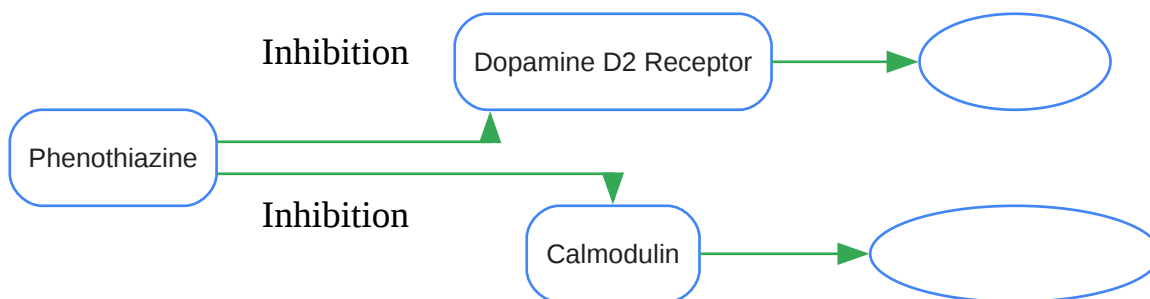 Inhibition
Dopamine D2 Receptor
Phenothiazine
Inhibition
Calmodulin